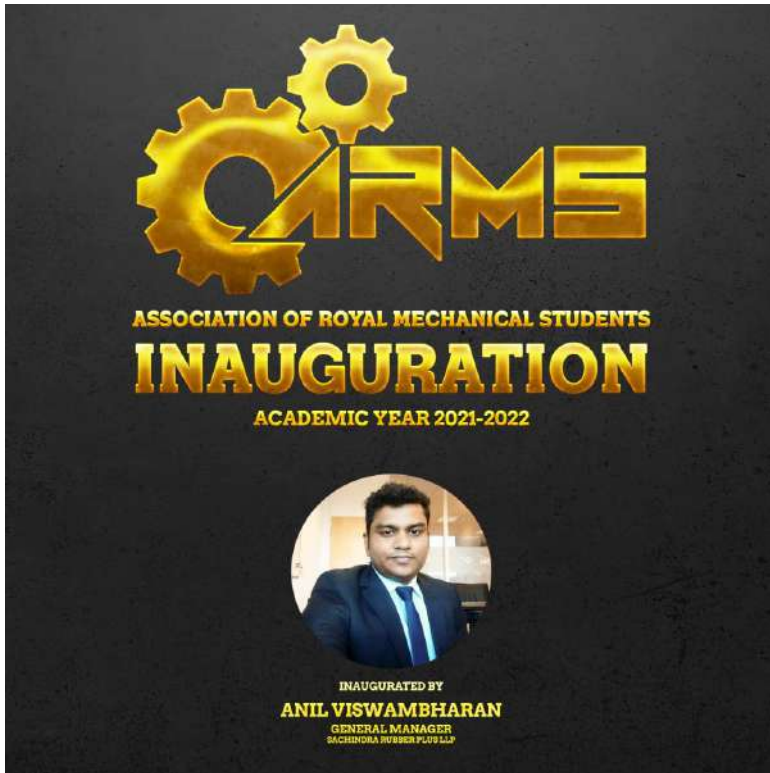 ARMS
ASSOCIATION OF ROYAL MECHANICAL STUDENTS
INAUGURATION
ACADEMIC YEAR 2021-2022
INAUGURATED BY
ANIL VISWAMBHARAN
GENERAL MANAGER
SACHINDRA RUBBER PLUS LLP